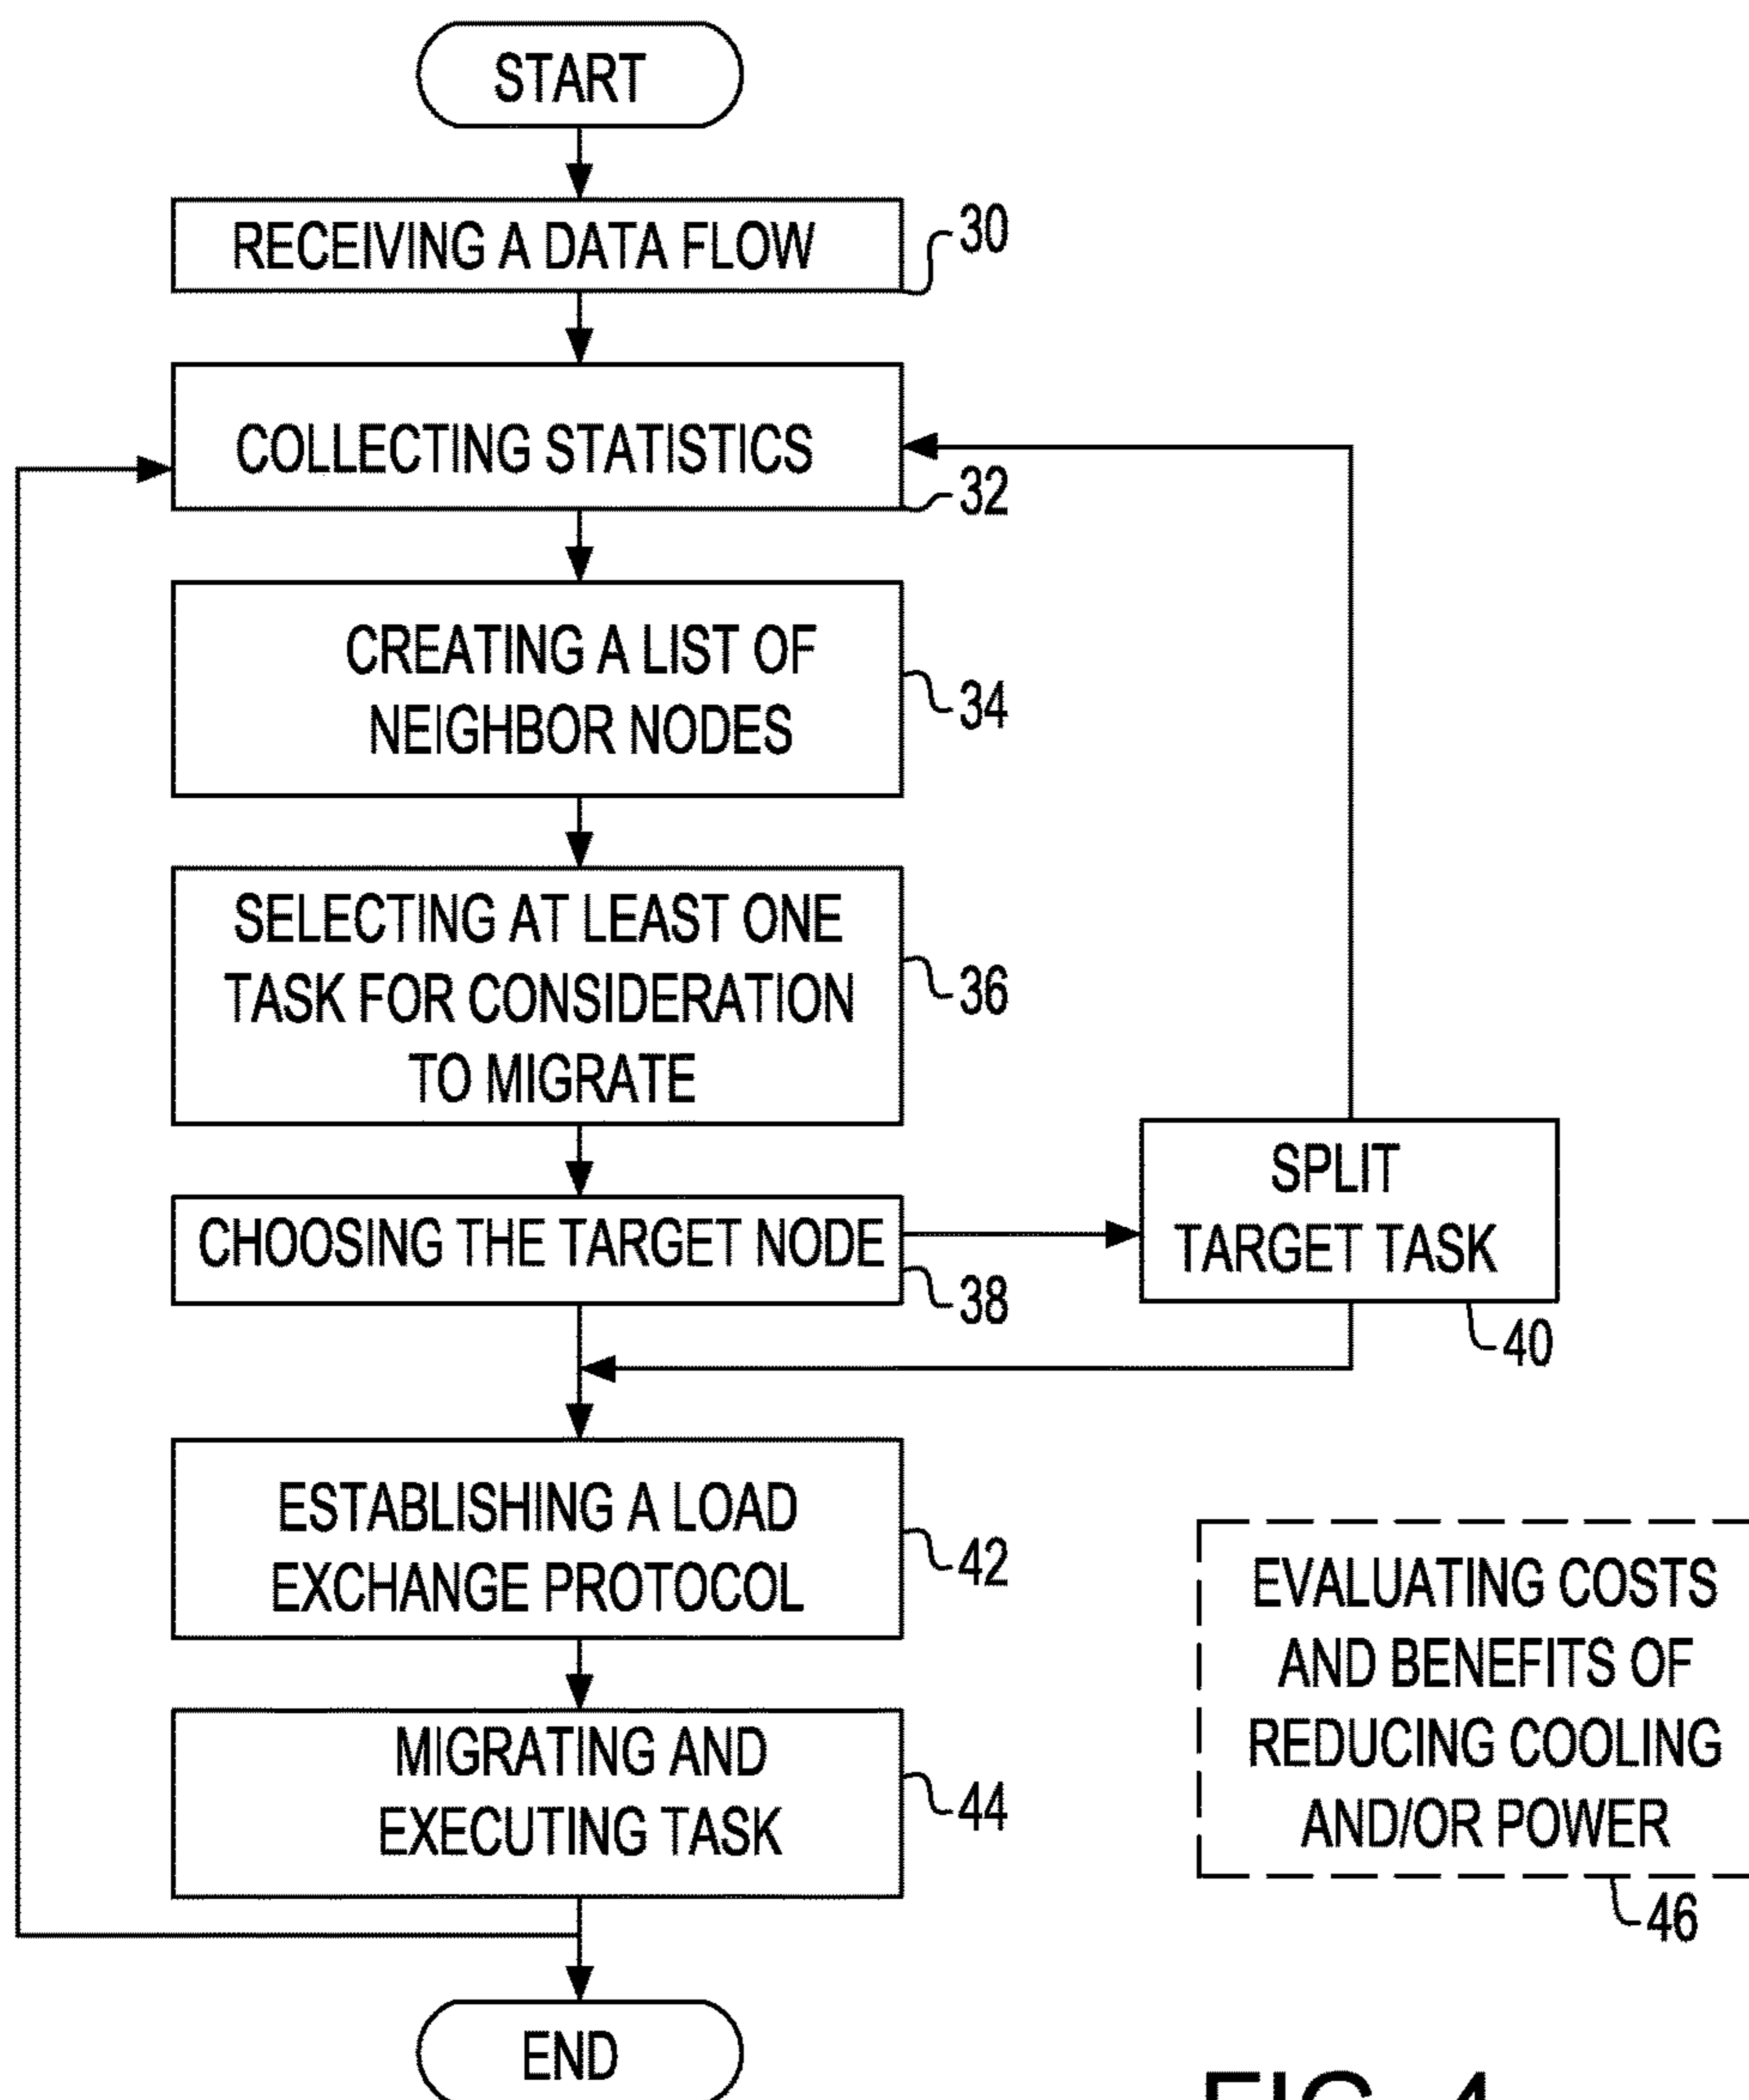 START
RECEIVING A DATA FLOW
30
COLLECTING STATISTICS
32
CREATING A LIST OF
NEIGHBOR NODES
34
SELECTING AT LEAST ONE
TASK FOR CONSIDERATION
TO MIGRATE
36
CHOOSING THE TARGET NODE
38
SPLIT
TARGET TASK
40
ESTABLISHING A LOAD
EXCHANGE PROTOCOL
42
MIGRATING AND
EXECUTING TASK
44
EVALUATING COSTS
AND BENEFITS OF
REDUCING COOLING
AND/OR POWER
46
END
FIG. 4